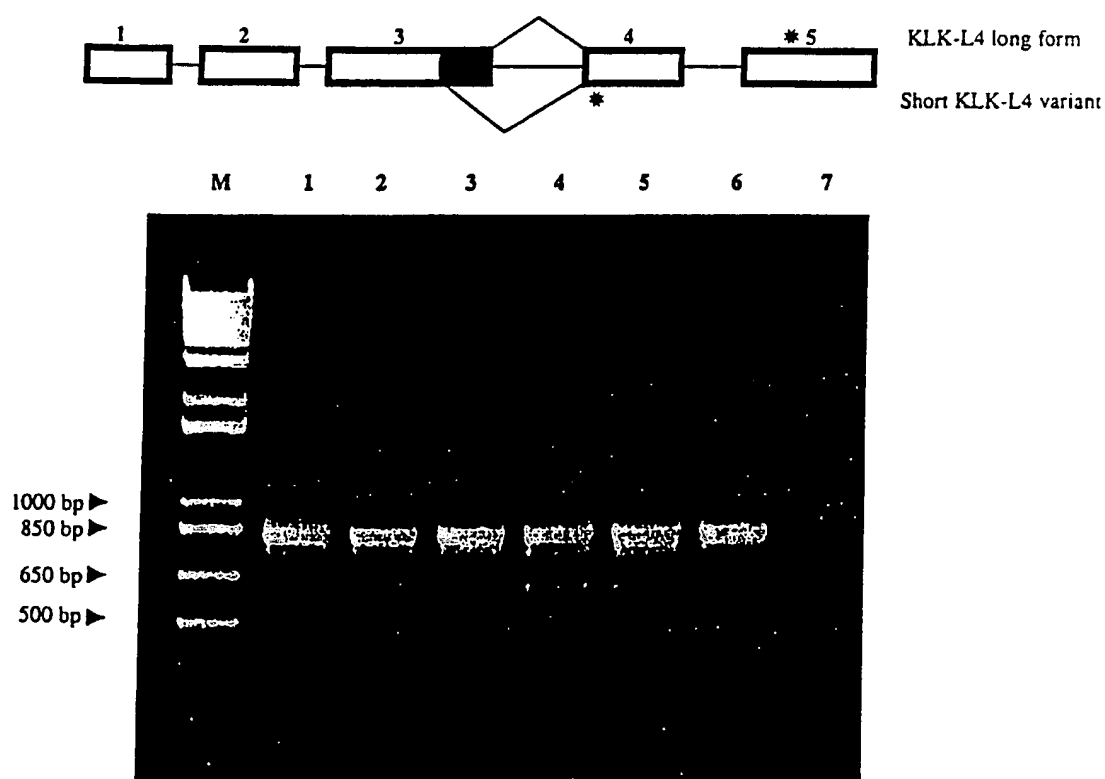 1 2 3 4 * 5 KLK-L4 long form
* Short KLK-L4 variant
M 1 2 3 4 5 6 7
1000 bp
850 bp
650 bp
500 bp